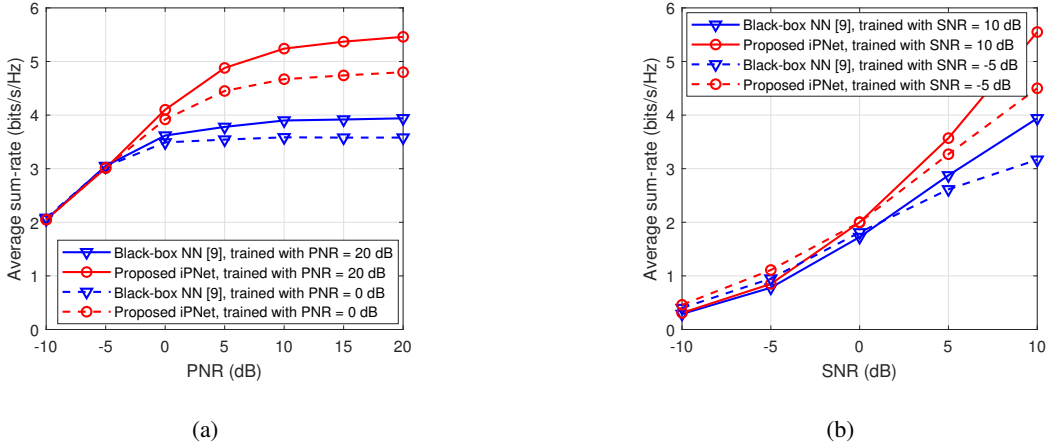 6
5
4
3
2
1
0
Average sum-rate (bits/s/Hz)
Black-box NN [9], trained with PNR = 20 dB
Proposed iPNet, trained with PNR = 20 dB
Black-box NN [9], trained with PNR = 0 dB
Proposed iPNet, trained with PNR = 0 dB
-10 -5 0 5 10 15 20
PNR (dB)
(a)
6
5
4
3
2
1
0
Average sum-rate (bits/s/Hz)
Black-box NN [9], trained with SNR = 10 dB
Proposed iPNet, trained with SNR = 10 dB
Black-box NN [9], trained with SNR = -5 dB
Proposed iPNet, trained with SNR = -5 dB
-10 -5 0 5 10
SNR (dB)
(b)